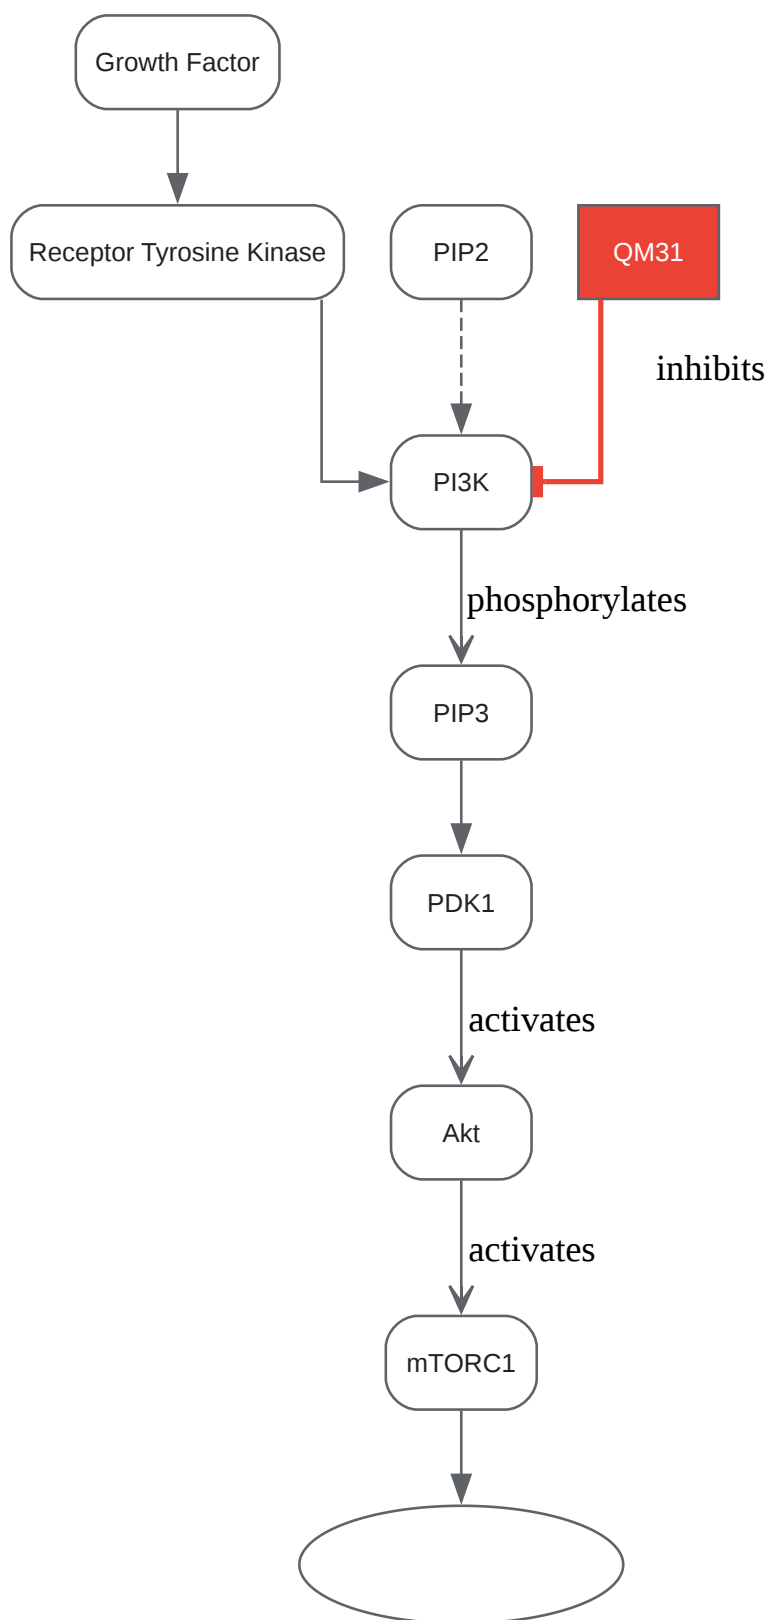 Growth Factor
Receptor Tyrosine Kinase
PIP2
QM31
inhibits
PI3K
phosphorylates
PIP3
PDK1
activates
Akt
activates
mTORC1